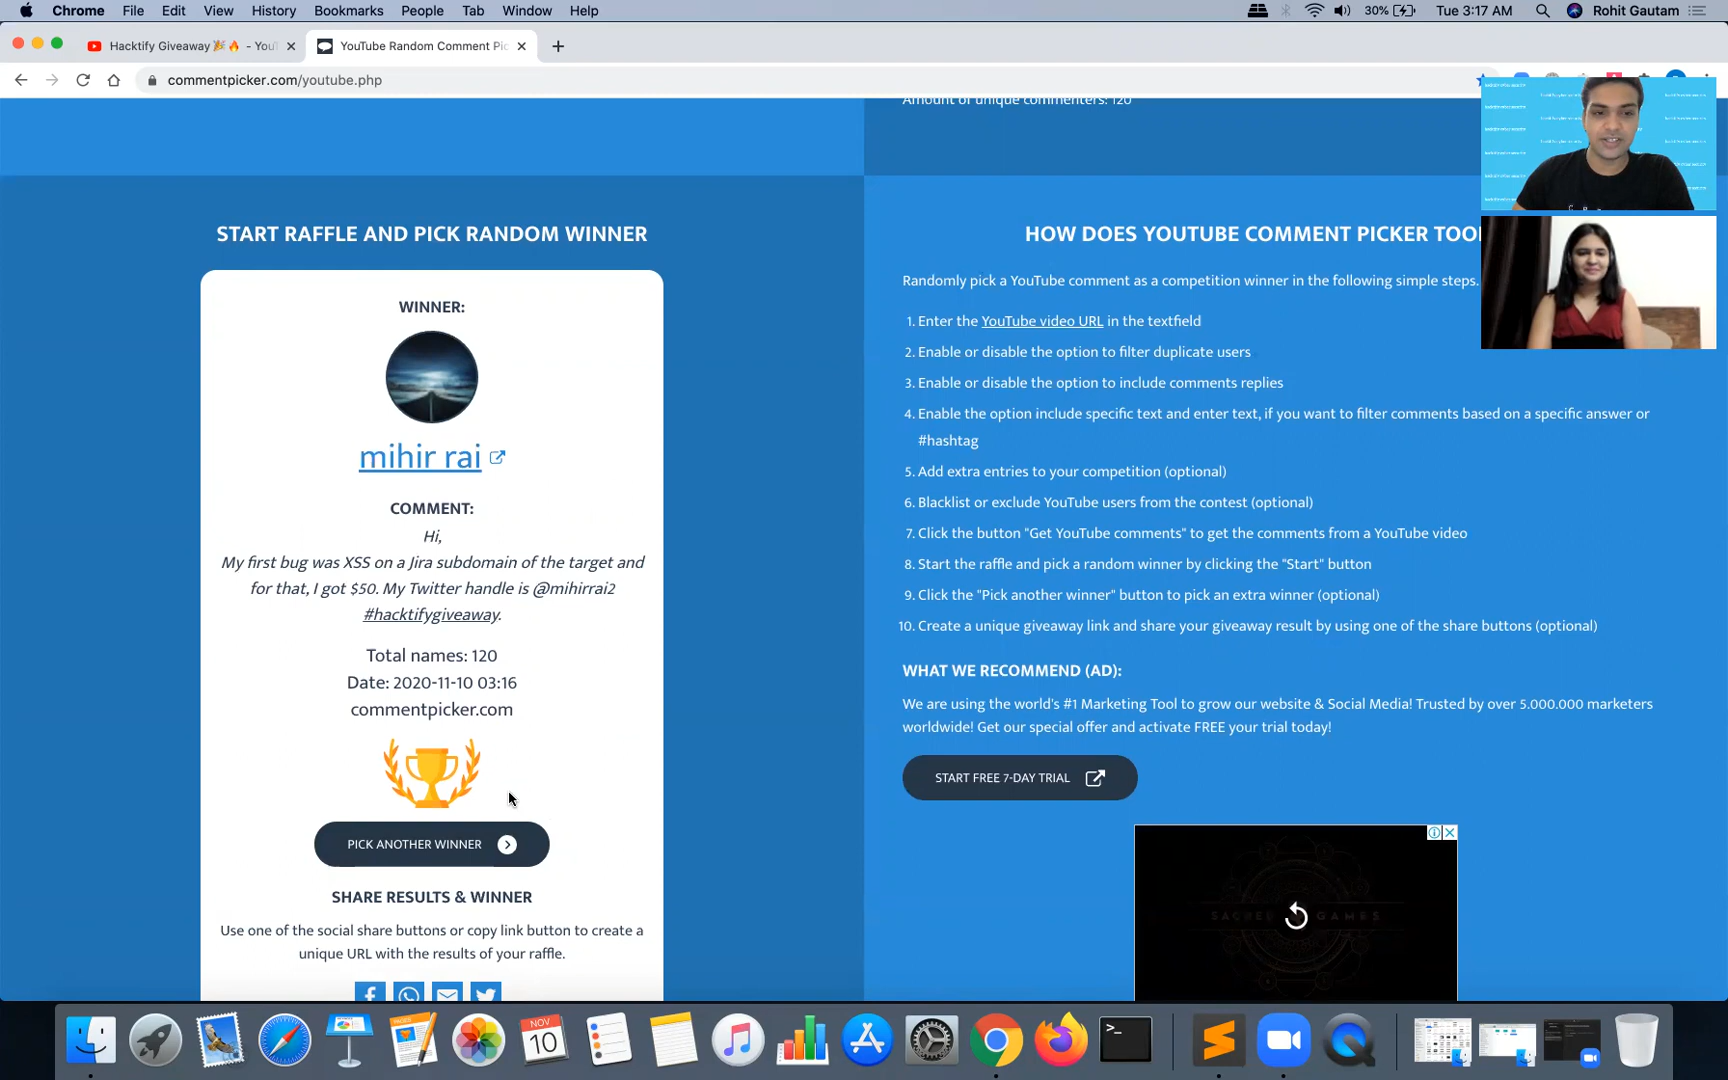 Chrome File Edit View History Bookmarks People Tab Window Help
30% Tue 3:17 AM Rohit Gautam
Hacktify Giveaway🎉🔥 - You
YouTube Random Comment Pic
commentpicker.com/youtube.php
Amount of unique commenters: 120
START RAFFLE AND PICK RANDOM WINNER
WINNER:
mihir rai
COMMENT:
Hi,
My first bug was XSS on a Jira subdomain of the target and
for that, I got $50. My Twitter handle is @mihirrai2
#hacktifygiveaway.
Total names: 120
Date: 2020-11-10 03:16
commentpicker.com
PICK ANOTHER WINNER
SHARE RESULTS & WINNER
Use one of the social share buttons or copy link button to create a
unique URL with the results of your raffle.
HOW DOES YOUTUBE COMMENT PICKER TOO
Randomly pick a YouTube comment as a competition winner in the following simple steps.
1. Enter the YouTube video URL in the textfield
2. Enable or disable the option to filter duplicate users
3. Enable or disable the option to include comments replies
4. Enable the option include specific text and enter text, if you want to filter comments based on a specific answer or
#hashtag
5. Add extra entries to your competition (optional)
6. Blacklist or exclude YouTube users from the contest (optional)
7. Click the button "Get YouTube comments" to get the comments from a YouTube video
8. Start the raffle and pick a random winner by clicking the "Start" button
9. Click the "Pick another winner" button to pick an extra winner (optional)
10. Create a unique giveaway link and share your giveaway result by using one of the share buttons (optional)
WHAT WE RECOMMEND (AD):
We are using the world's #1 Marketing Tool to grow our website & Social Media! Trusted by over 5.000.000 marketers
worldwide! Get our special offer and activate FREE your trial today!
START FREE 7-DAY TRIAL
SACRED GAMES
PAGES
NOV
10